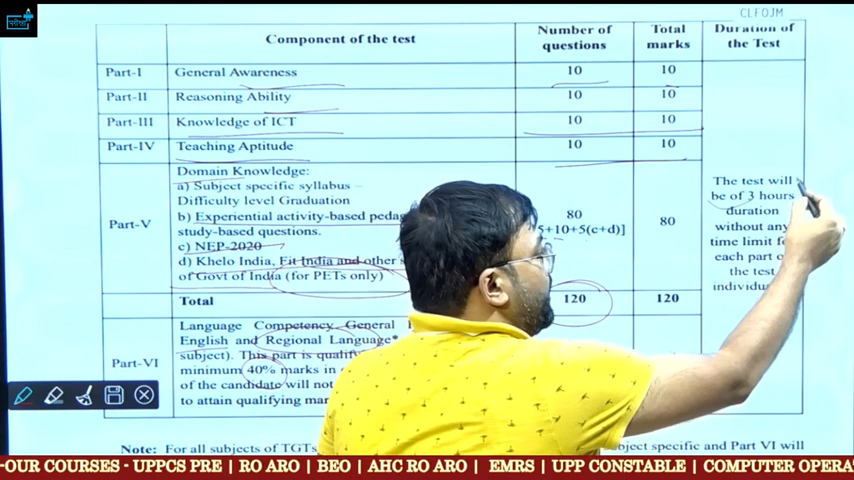 परीक्षा
CLFOJM
Component of the test
Number of questions
Total marks
Duration of the Test
Part-I General Awareness 10 10
Part-II Reasoning Ability 10 10
Part-III Knowledge of ICT 10 10
Part-IV Teaching Aptitude 10 10
Part-V
Domain Knowledge:
a) Subject specific syllabus –
Difficulty level Graduation
b) Experiential activity-based
study-based questions.
c) NEP-2020
d) Khelo India, Fit India and other
of Govt of India (for PETs only)
80
5+10+5(c+d)]
80
The test will
be of 3 hours
duration
without any
time limit
each part
the test
Total 120 120
Part-VI
Language Competency General
English and Regional Language*
subject). This part is
minimum 40% marks in
of the candidate will not
to attain qualifying
Note: For all subjects of TGTs subject specific and Part VI will
-OUR COURSES - UPPCS PRE | RO ARO | BEO | AHC RO ARO | EMRS | UPP CONSTABLE | COMPUTER OPERA